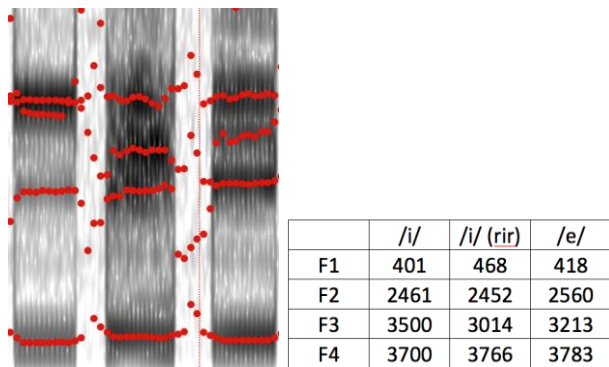 /i/ /i/ (rir) /e/
F1 401 468 418
F2 2461 2452 2560
F3 3500 3014 3213
F4 3700 3766 3783